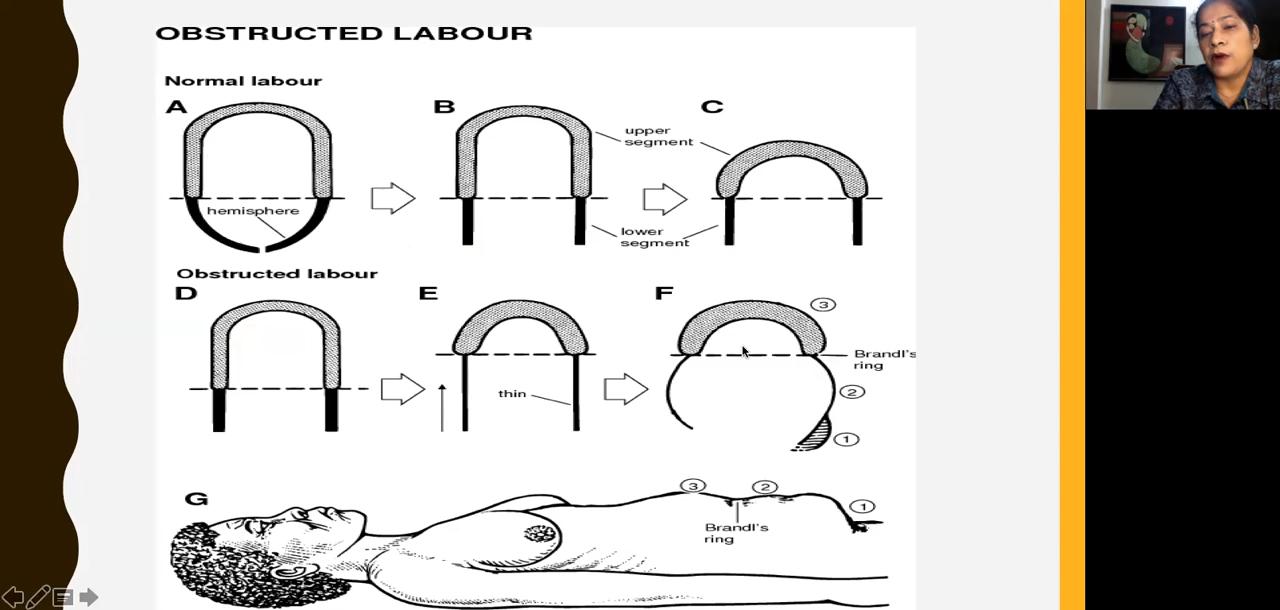 OBSTRUCTED LABOUR
Normal labour
A
B
C
upper
segment
hemisphere
lower
segment
Obstructed labour
D
E
F
3
Brandl's
ring
thin
2
1
G
3
2
1
Brandl's
ring